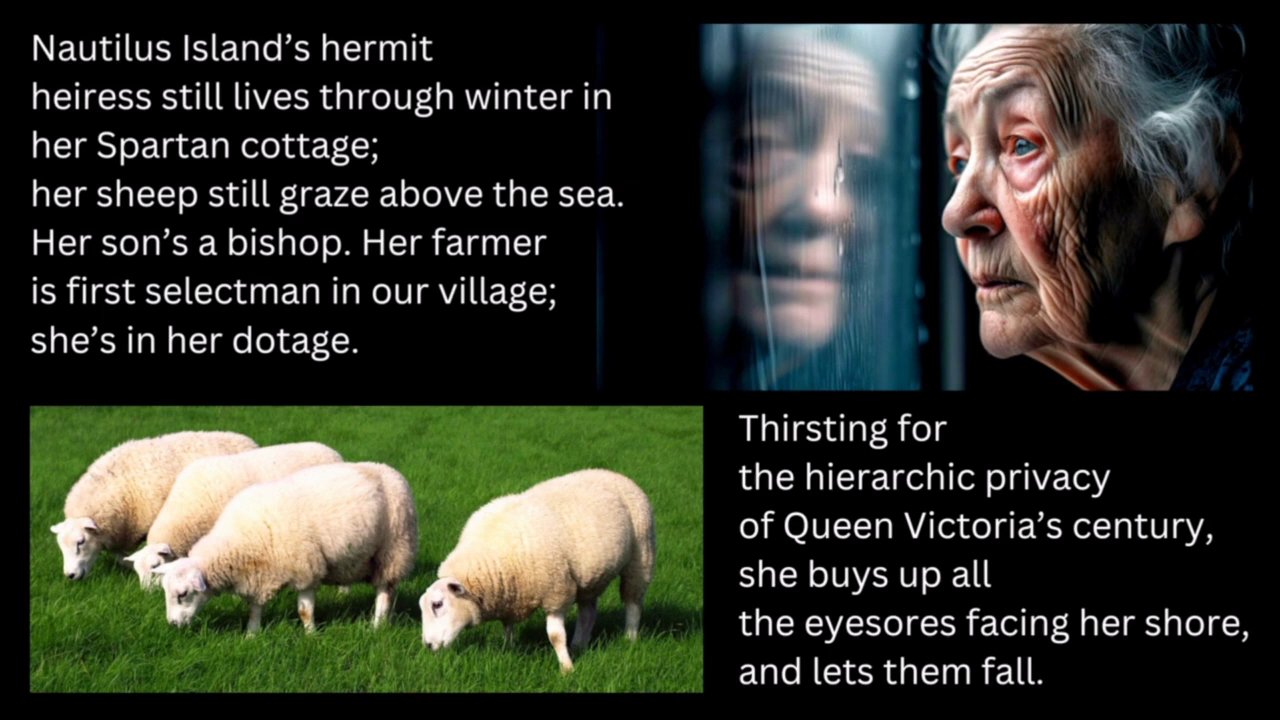 Nautilus Island’s hermit
heiress still lives through winter in
her Spartan cottage;
her sheep still graze above the sea.
Her son’s a bishop. Her farmer
is first selectman in our village;
she’s in her dotage.
Thirsting for
the hierarchic privacy
of Queen Victoria’s century,
she buys up all
the eyesores facing her shore,
and lets them fall.